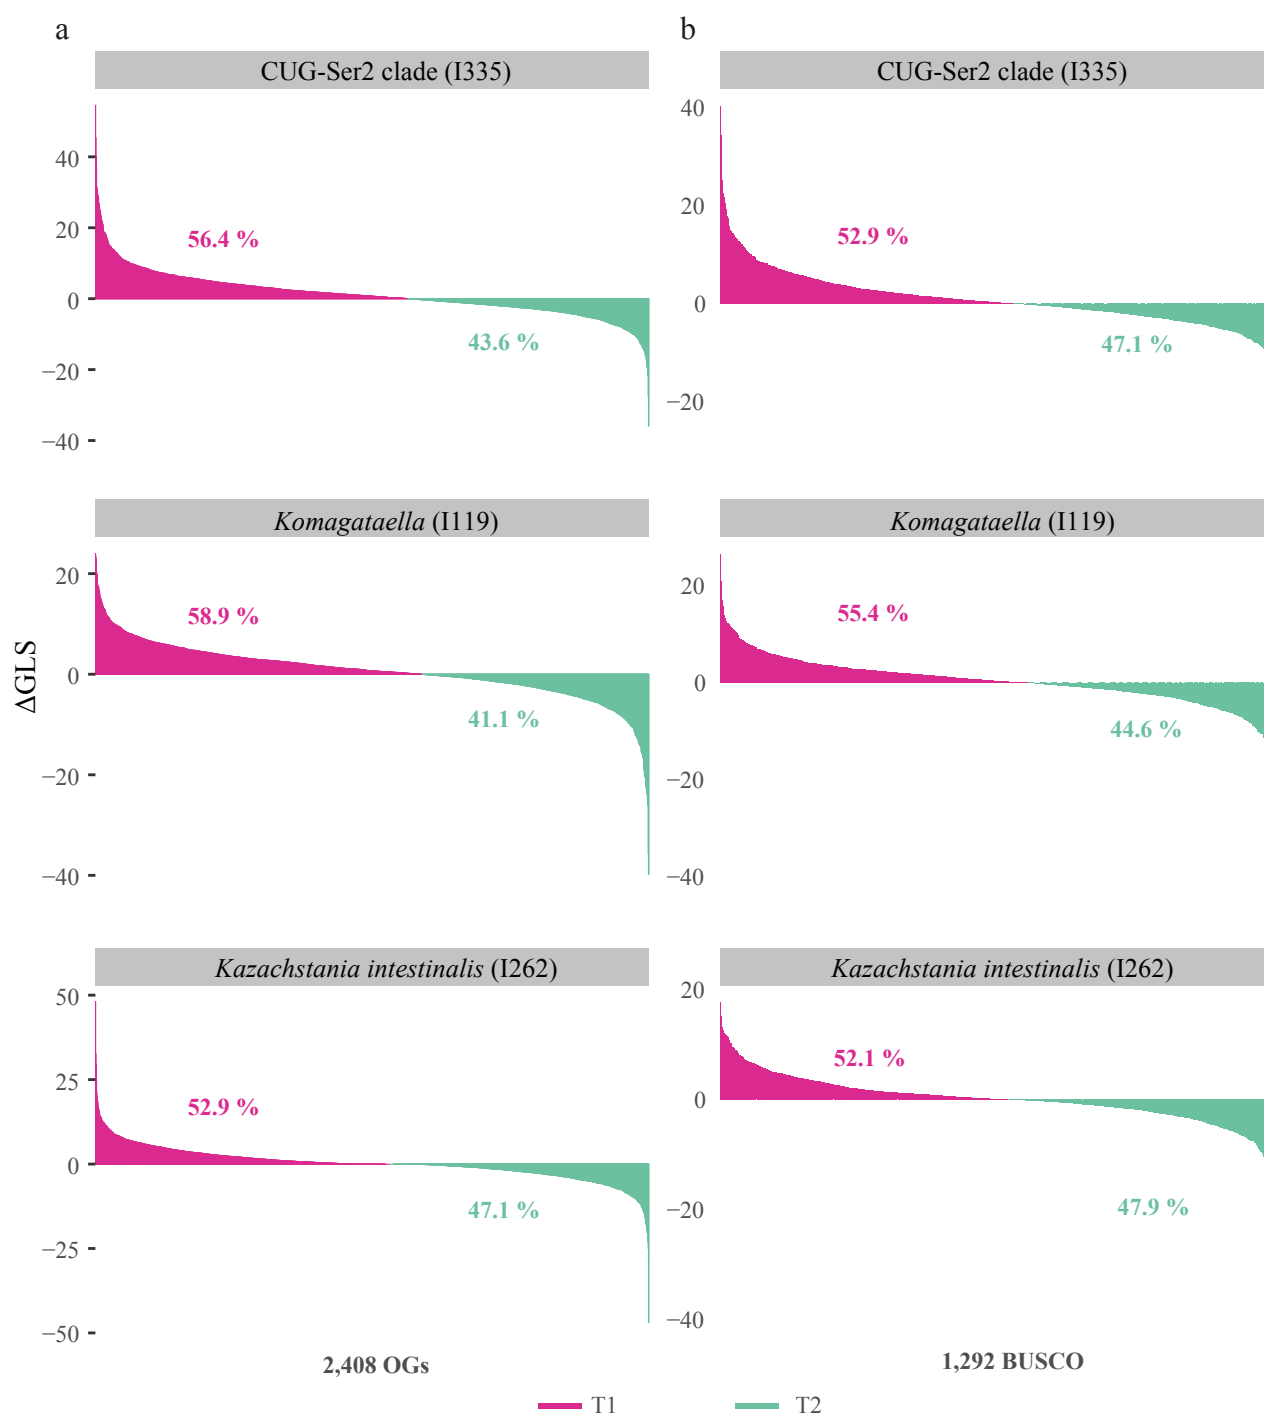 a
CUG-Ser2 clade (I335)
40
20
0
−20
−40
56.4 %
43.6 %
Komagataella (I119)
20
0
−20
−40
58.9 %
41.1 %
Kazachstania intestinalis (I262)
50
25
0
−25
−50
52.9 %
47.1 %
2,408 OGs
ΔGLS
b
CUG-Ser2 clade (I335)
40
20
0
−20
52.9 %
47.1 %
Komagataella (I119)
20
0
−20
−40
55.4 %
44.6 %
Kazachstania intestinalis (I262)
20
0
−20
−40
52.1 %
47.9 %
1,292 BUSCO
T1
T2